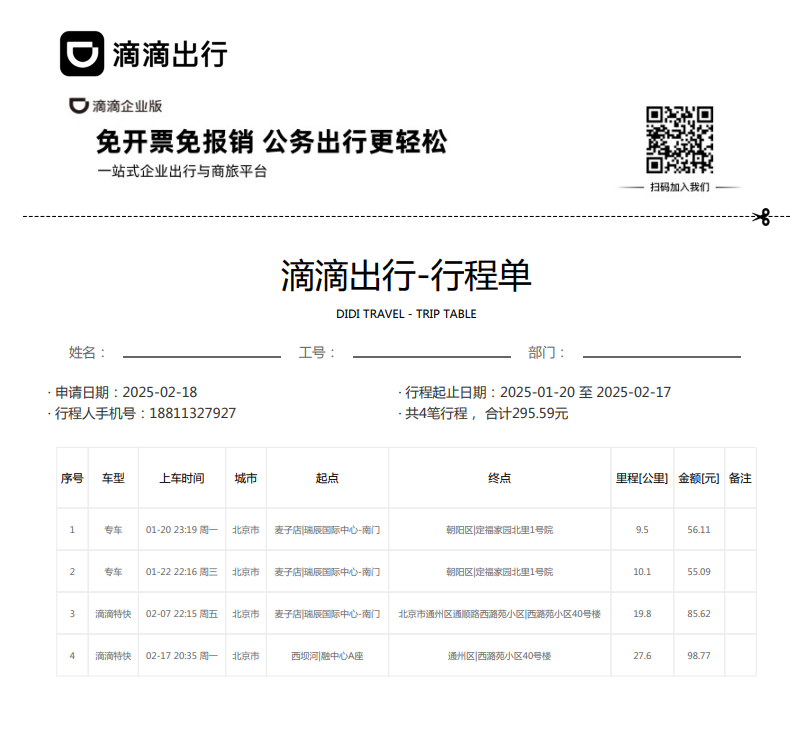 滴滴出行
滴滴企业版
免开票免报销 公务出行更轻松
一站式企业出行与商旅平台
扫码加入我们
滴滴出行-行程单
DIDI TRAVEL - TRIP TABLE
姓名： 工号： 部门：
· 申请日期：2025-02-18 · 行程起止日期：2025-01-20 至 2025-02-17
· 行程人手机号：18811327927 · 共4笔行程， 合计295.59元
序号 车型 上车时间 城市 起点 终点 里程[公里] 金额[元] 备注
1 专车 01-20 23:19 周一 北京市 麦子店|瑞辰国际中心-南门 朝阳区|定福家园北里1号院 9.5 56.11
2 专车 01-22 22:16 周三 北京市 麦子店|瑞辰国际中心-南门 朝阳区|定福家园北里1号院 10.1 55.09
3 滴滴特快 02-07 22:15 周五 北京市 麦子店|瑞辰国际中心-南门 北京市通州区通顺路西潞苑小区|西潞苑小区40号楼 19.8 85.62
4 滴滴特快 02-17 20:35 周一 北京市 西坝河|融中心A座 通州区|西潞苑小区40号楼 27.6 98.77